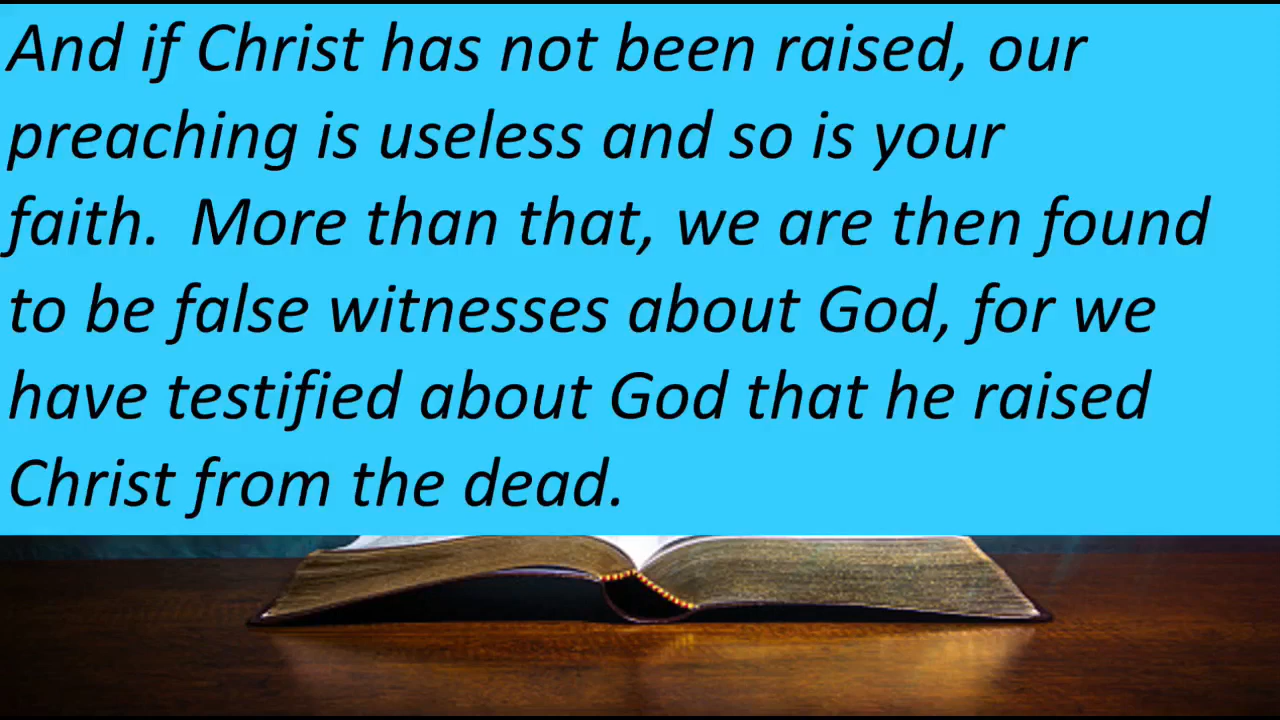 And if Christ has not been raised, our
preaching is useless and so is your
faith.  More than that, we are then found
to be false witnesses about God, for we
have testified about God that he raised
Christ from the dead.